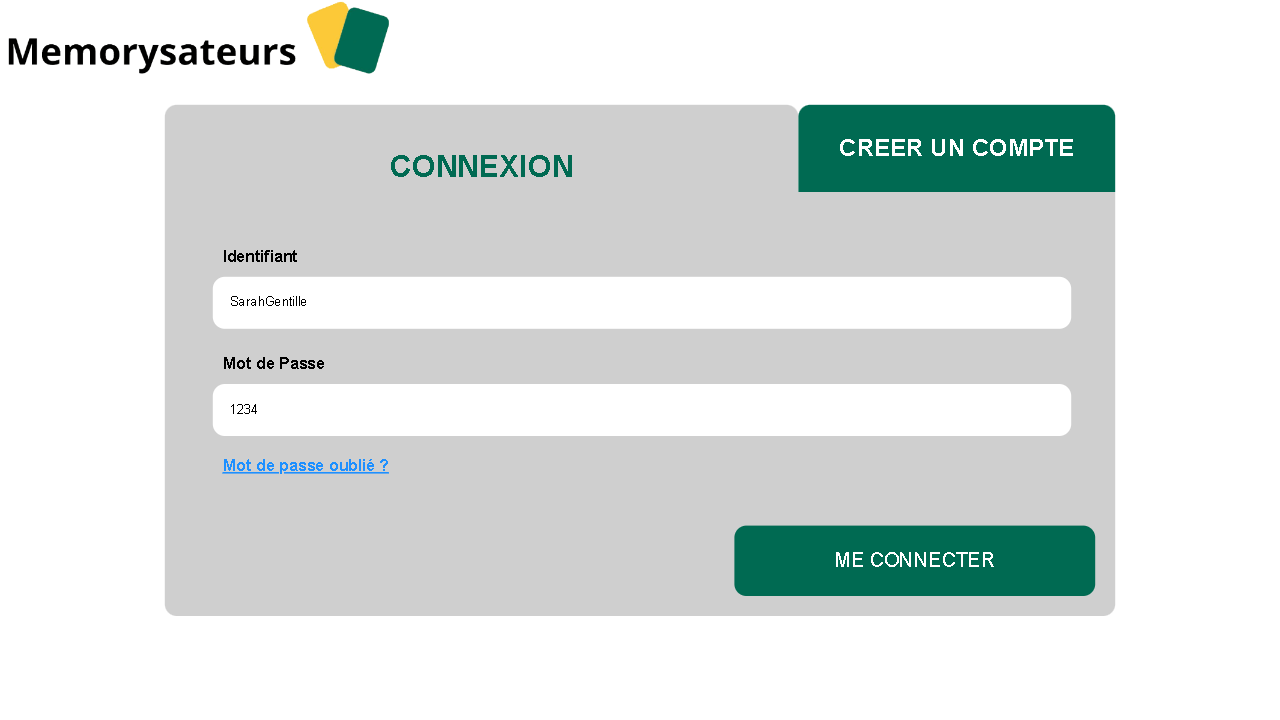 Memorysateurs
CONNEXION
CREER UN COMPTE
Identifiant
SarahGentille
Mot de Passe
1234
Mot de passe oublié ?
ME CONNECTER